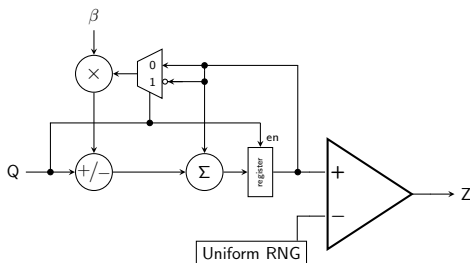 β
×
0
1
en
Q
+/−
Σ
register
+
−
Z
Uniform RNG